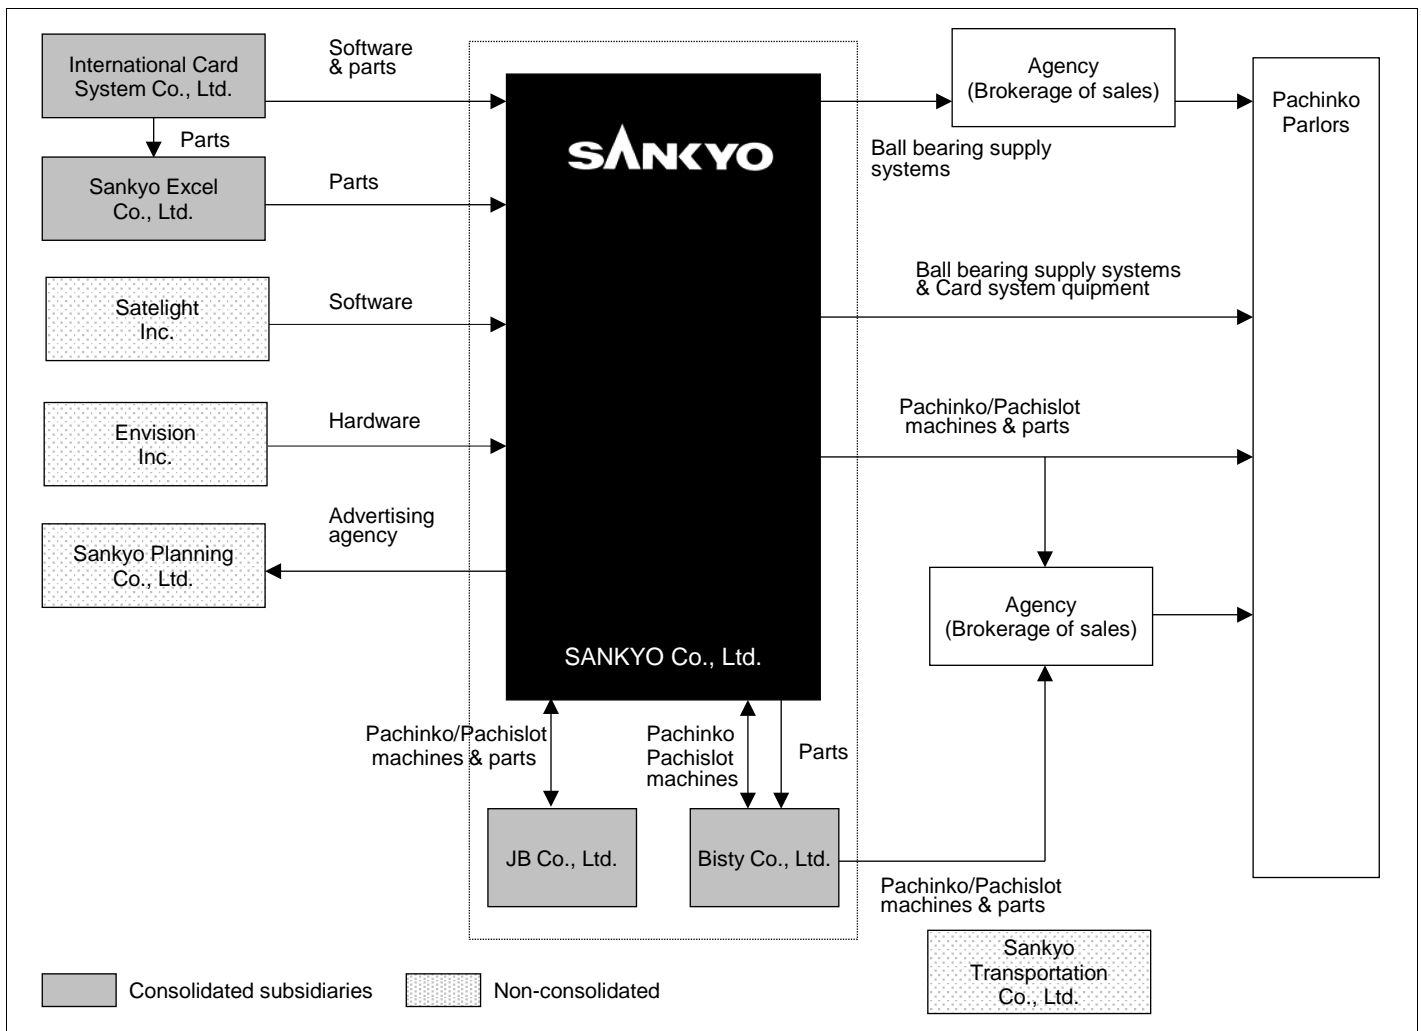 International Card
System Co., Ltd.
Software
& parts
Parts
Sankyo Excel
Co., Ltd.
Parts
Satelight
Inc.
Software
Envision
Inc.
Hardware
Sankyo Planning
Co., Ltd.
Advertising
agency
SANKYO
SANKYO Co., Ltd.
Agency
(Brokerage of sales)
Pachinko
Parlors
Ball bearing supply
systems
Ball bearing supply systems
& Card system quipment
Pachinko/Pachislot
machines & parts
Agency
(Brokerage of sales)
Pachinko/Pachislot
machines & parts
Pachinko
Pachislot
machines
Parts
JB Co., Ltd.
Bisty Co., Ltd.
Pachinko/Pachislot
machines & parts
Sankyo
Transportation
Co., Ltd.
Consolidated subsidiaries
Non-consolidated